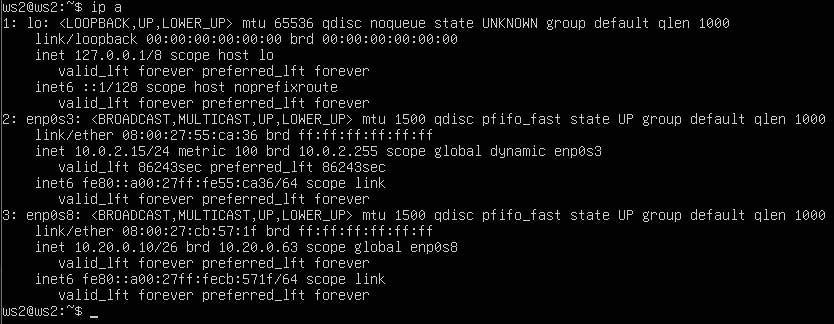 ws2@ws2:~$ ip a
1: lo: <LOOPBACK,UP,LOWER_UP> mtu 65536 qdisc noqueue state UNKNOWN group default qlen 1000
    link/loopback 00:00:00:00:00:00 brd 00:00:00:00:00:00
    inet 127.0.0.1/8 scope host lo
       valid_lft forever preferred_lft forever
    inet6 ::1/128 scope host noprefixroute
       valid_lft forever preferred_lft forever
2: enp0s3: <BROADCAST,MULTICAST,UP,LOWER_UP> mtu 1500 qdisc pfifo_fast state UP group default qlen 1000
    link/ether 08:00:27:55:ca:36 brd ff:ff:ff:ff:ff:ff
    inet 10.0.2.15/24 metric 100 brd 10.0.2.255 scope global dynamic enp0s3
       valid_lft 86243sec preferred_lft 86243sec
    inet6 fe80::a00:27ff:fe55:ca36/64 scope link
       valid_lft forever preferred_lft forever
3: enp0s8: <BROADCAST,MULTICAST,UP,LOWER_UP> mtu 1500 qdisc pfifo_fast state UP group default qlen 1000
    link/ether 08:00:27:cb:57:1f brd ff:ff:ff:ff:ff:ff
    inet 10.20.0.10/26 brd 10.20.0.63 scope global enp0s8
       valid_lft forever preferred_lft forever
    inet6 fe80::a00:27ff:fecb:571f/64 scope link
       valid_lft forever preferred_lft forever
ws2@ws2:~$ _